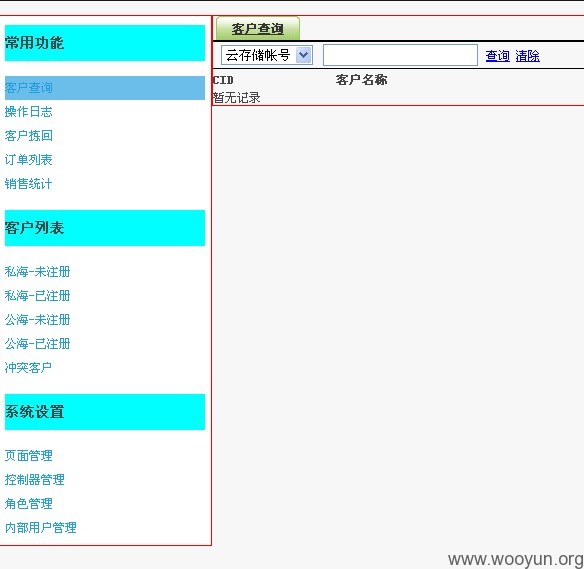 常用功能
客户查询
操作日志
客户拣回
订单列表
销售统计
客户列表
私海-未注册
私海-已注册
公海-未注册
公海-已注册
冲突客户
系统设置
页面管理
控制器管理
角色管理
内部用户管理
客户查询
云存储帐号 查询 清除
CID 客户名称
暂无记录
www.wooyun.org